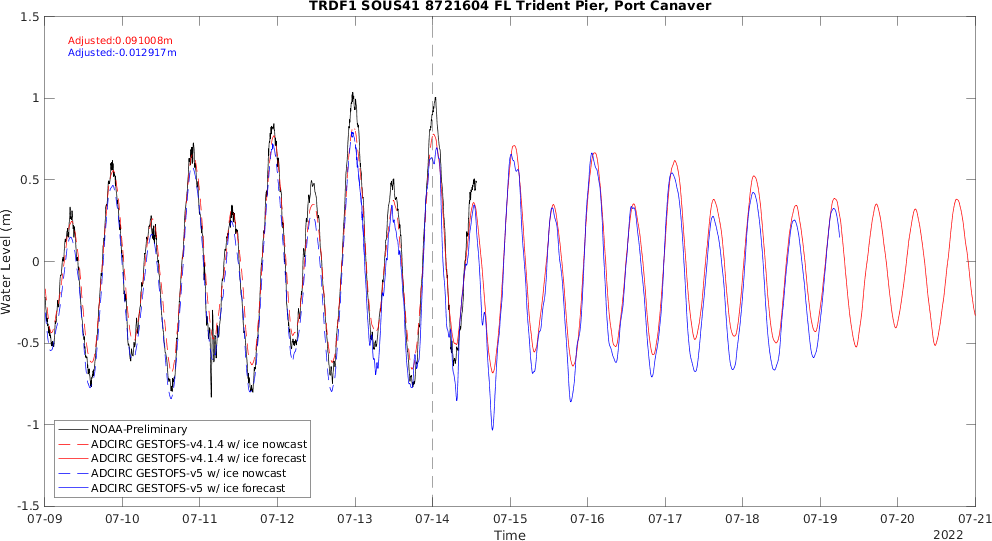 TRDF1 SOUS41 8721604 FL Trident Pier, Port Canaver
Adjusted:0.091008m
Adjusted:-0.012917m
1.5
1
0.5
0
-0.5
-1
-1.5
Water Level (m)
NOAA-Preliminary
ADCIRC GESTOFS-v4.1.4 w/ ice nowcast
ADCIRC GESTOFS-v4.1.4 w/ ice forecast
ADCIRC GESTOFS-v5 w/ ice nowcast
ADCIRC GESTOFS-v5 w/ ice forecast
07-09 07-10 07-11 07-12 07-13 07-14 07-15 07-16 07-17 07-18 07-19 07-20 07-21
Time
2022